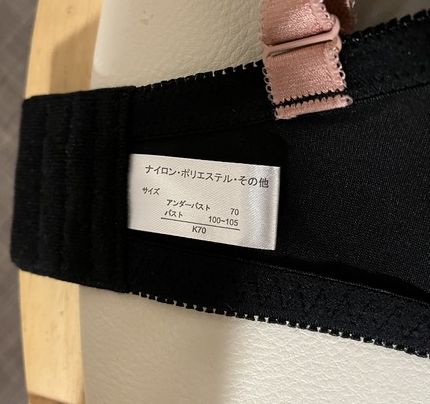 ナイロン・ポリエステル・その他
サイズ
アンダーバスト 70
バスト 100~105
K70